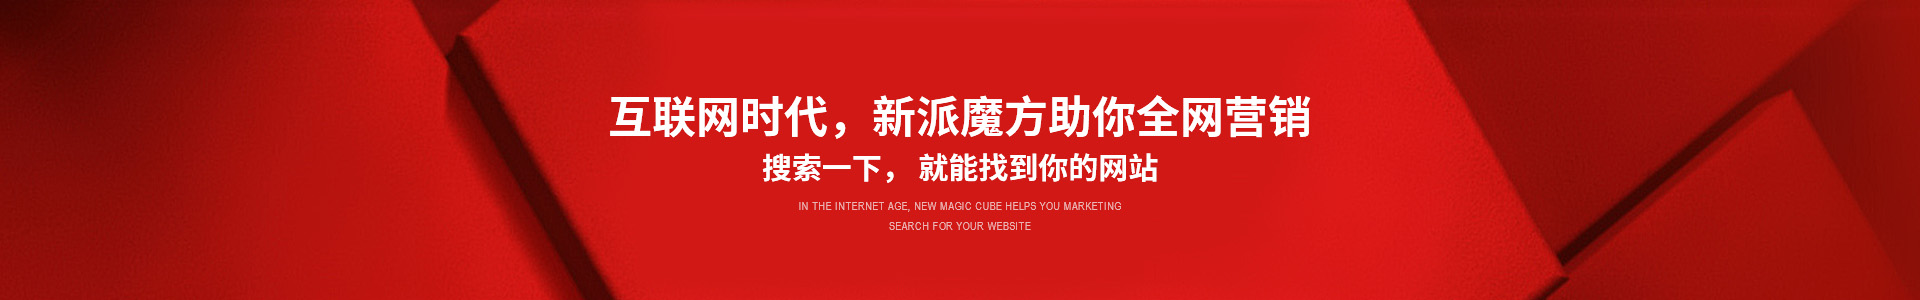 互联网时代，新派魔方助你全网营销
搜索一下， 就能找到你的网站
IN THE INTERNET AGE, NEW MAGIC CUBE HELPS YOU MARKETING
SEARCH FOR YOUR WEBSITE